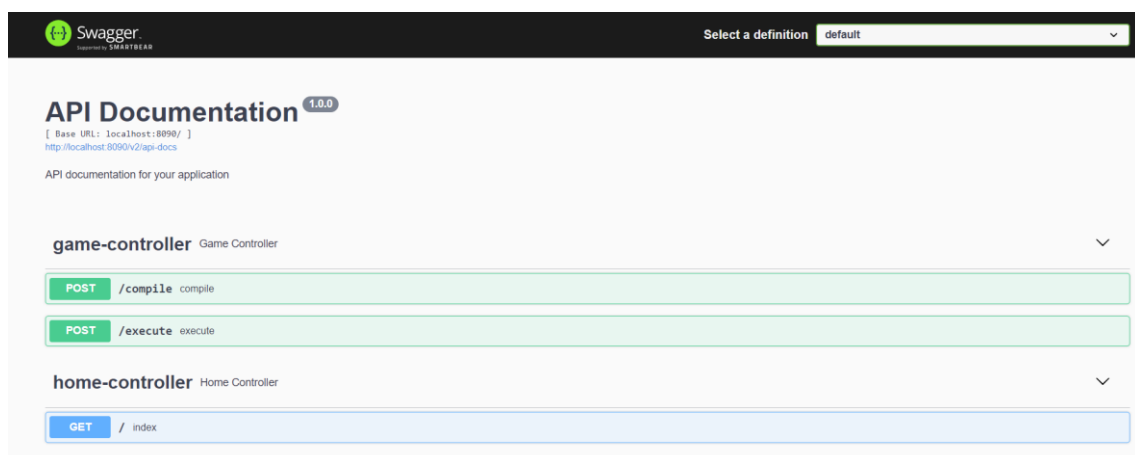 Swagger.
Supported by SMARTBEAR
Select a definition default
API Documentation 1.0.0
[ Base URL: localhost:8090/ ]
http://localhost:8090/v2/api-docs
API documentation for your application
game-controller Game Controller
POST /compile compile
POST /execute execute
home-controller Home Controller
GET / index